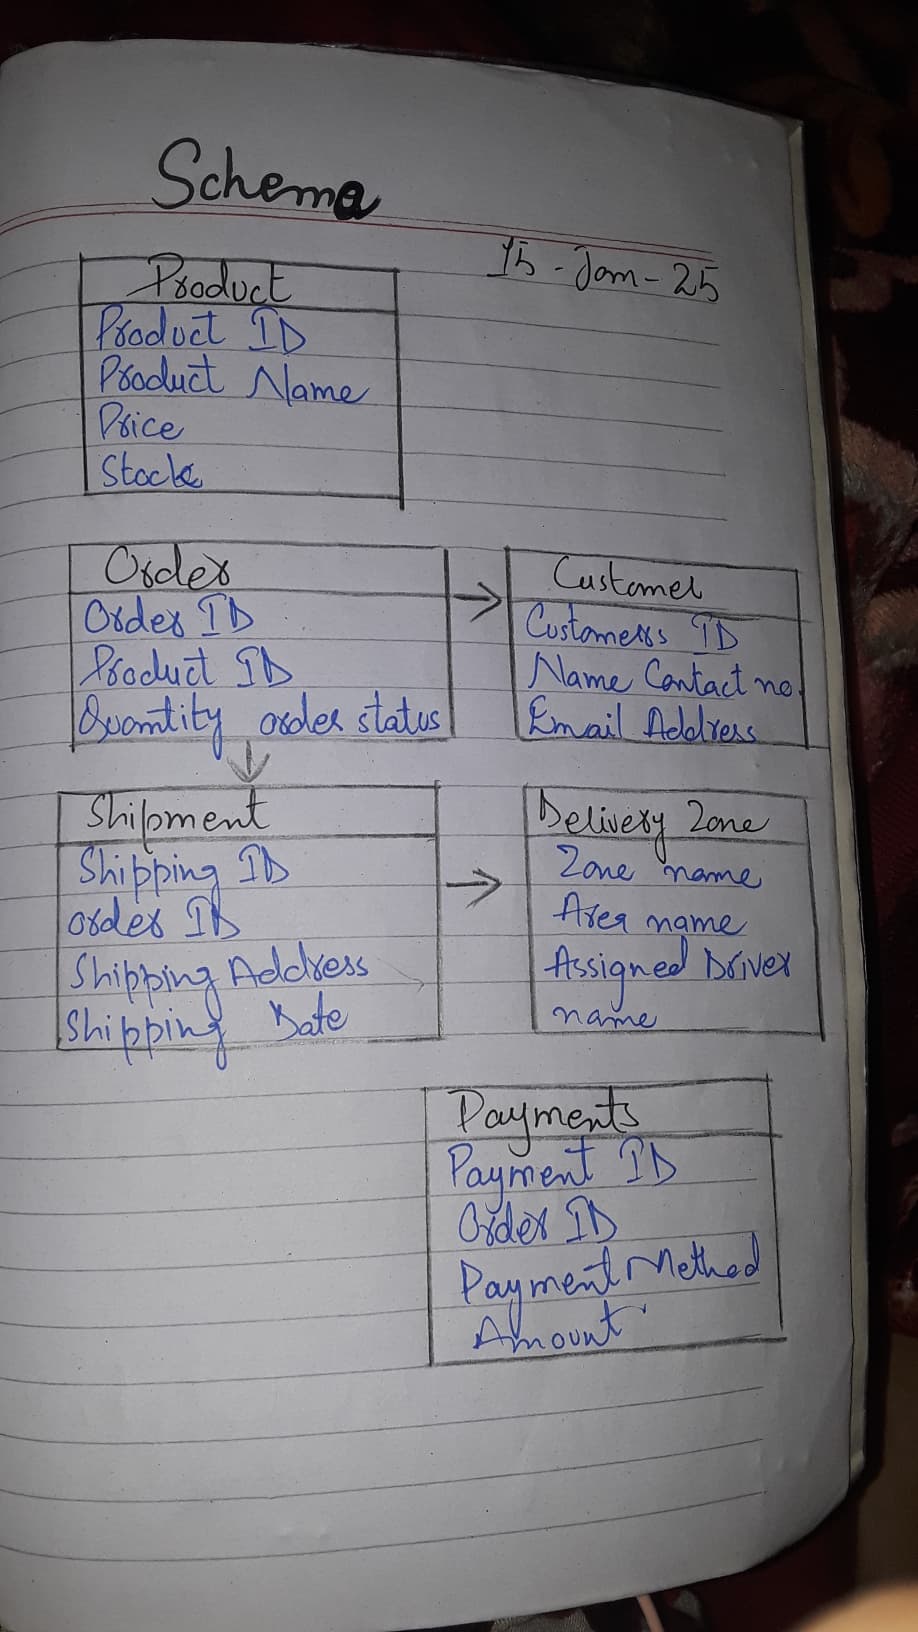 Schema
15-Jan-25
Product
Product ID
Product Name
Price
Stock
Order
Order ID
Product ID
Quantity order status
Customer
Customers ID
Name Contact no.
Email Address
Shipment
Shipping ID
order ID
Shipping Address
Shipping Date
Delivery Zone
Zone name
Area name
Assigned Driver
name
Payments
Payment ID
Order ID
Payment Method
Amount